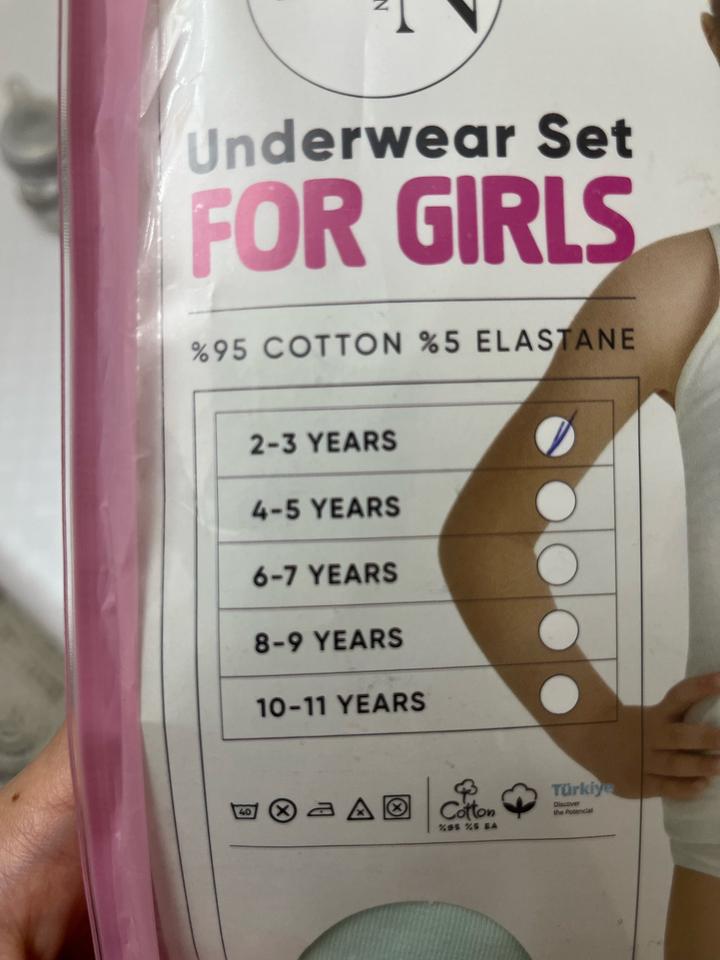 N
N
Underwear Set
FOR GIRLS
%95 COTTON %5 ELASTANE
2-3 YEARS
4-5 YEARS
6-7 YEARS
8-9 YEARS
10-11 YEARS
40
Cotton
%95 %5 EA
Türkiye
Discover
the Potencial